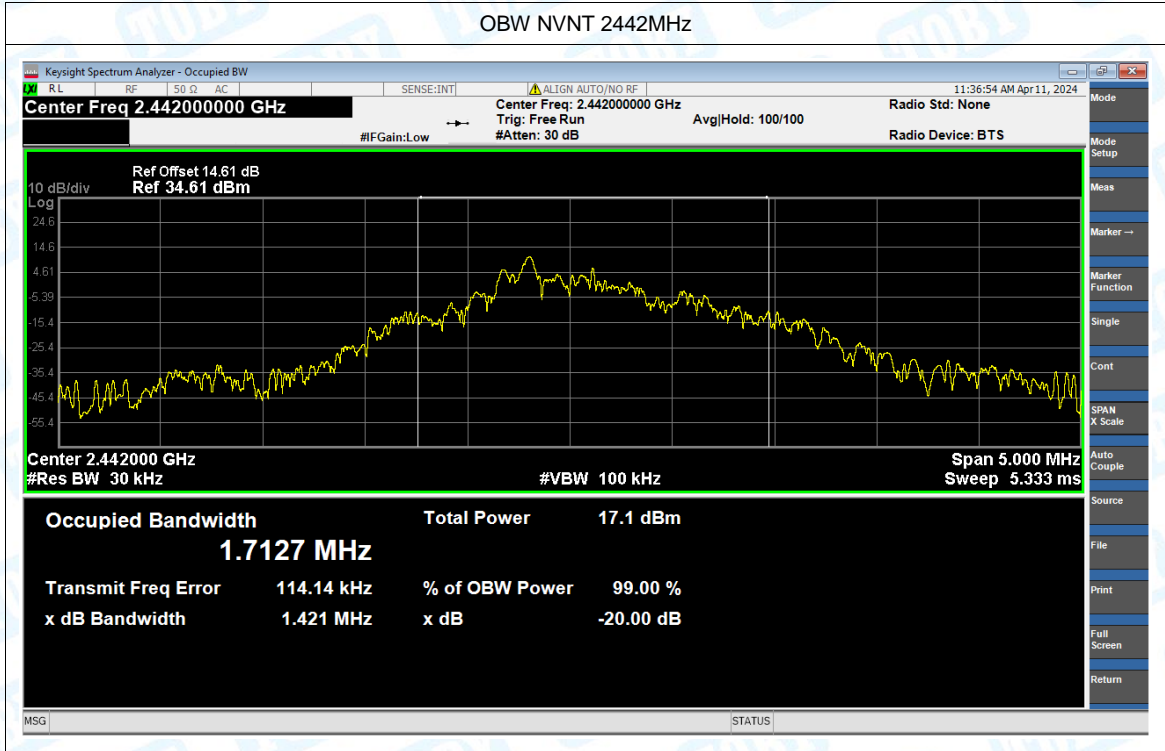 OBW NVNT 2442MHz
Keysight Spectrum Analyzer - Occupied BW
LXI RL RF 50 Ω AC SENSE:INT ALIGN AUTO/NO RF 11:36:54 AM Apr 11, 2024
Center Freq 2.442000000 GHz
Center Freq: 2.442000000 GHz
Radio Std: None
Trig: Free Run
Avg|Hold: 100/100
#IFGain:Low
#Atten: 30 dB
Radio Device: BTS
Ref Offset 14.61 dB
10 dB/div Ref 34.61 dBm
Log
24.6
14.6
4.61
-5.39
-15.4
-25.4
-35.4
-45.4
-55.4
Center 2.442000 GHz
Span 5.000 MHz
#Res BW 30 kHz
#VBW 100 kHz
Sweep 5.333 ms
Occupied Bandwidth
Total Power 17.1 dBm
1.7127 MHz
Transmit Freq Error 114.14 kHz
% of OBW Power 99.00 %
x dB Bandwidth 1.421 MHz
x dB -20.00 dB
MSG
STATUS
Mode
Mode
Setup
Meas
Marker →
Marker
Function
Single
Cont
SPAN
X Scale
Auto
Couple
Source
File
Print
Full
Screen
Return
TOBY